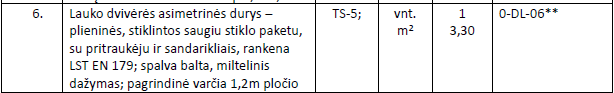 6. Lauko dvivėrės asimetrinės durys – TS-5; vnt. 1 0-DL-06**
plieninės, stiklintos saugiu stiklo paketu, m² 3,30
su pritraukėju ir sandarikliais, rankena
LST EN 179; spalva balta, miltelinis
dažymas; pagrindinė varčia 1,2m pločio